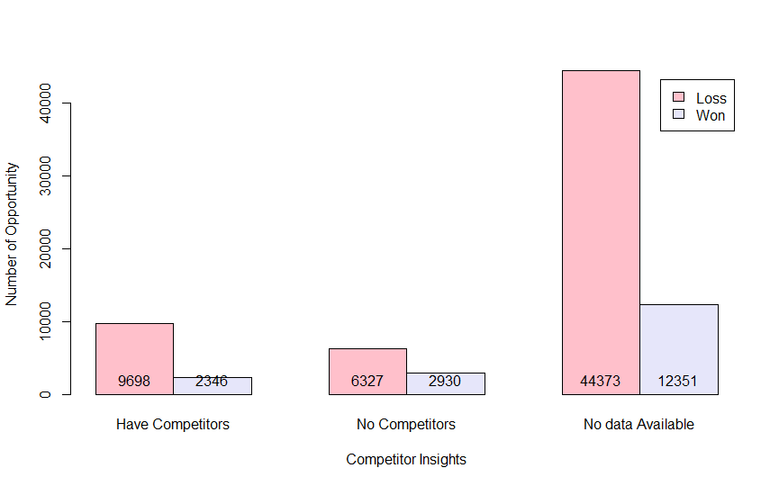 Number of Opportunity
40000
30000
20000
10000
0
Loss
Won
9698 2346 6327 2930 44373 12351
Have Competitors No Competitors No data Available
Competitor Insights